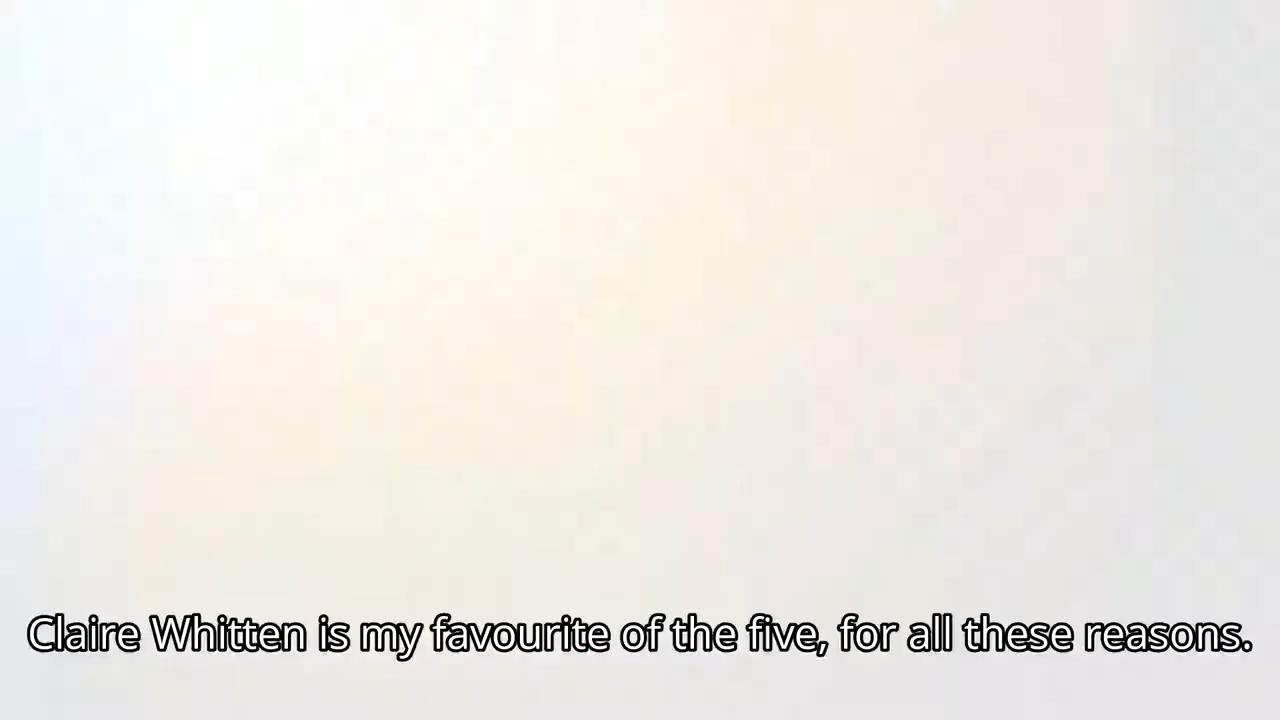 Claire Whitten is my favourite of the five, for all these reasons.